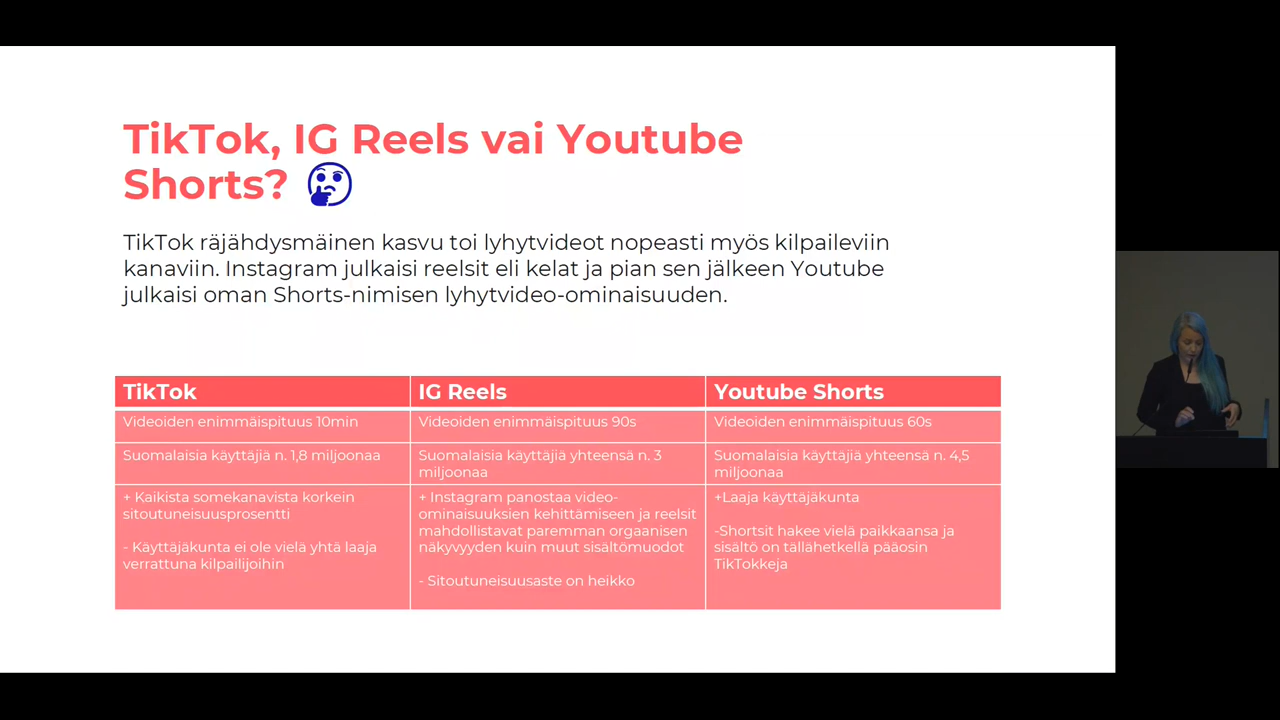 TikTok, IG Reels vai Youtube
Shorts? 🤔
TikTok räjähdysmäinen kasvu toi lyhytvideot nopeasti myös kilpaileviin
kanaviin. Instagram julkaisi reelsit eli kelat ja pian sen jälkeen Youtube
julkaisi oman Shorts-nimisen lyhytvideo-ominaisuuden.
TikTok
IG Reels
Youtube Shorts
Videoiden enimmäispituus 10min
Videoiden enimmäispituus 90s
Videoiden enimmäispituus 60s
Suomalaisia käyttäjiä n. 1,8 miljoonaa
Suomalaisia käyttäjiä yhteensä n. 3
miljoonaa
Suomalaisia käyttäjiä yhteensä n. 4,5
miljoonaa
+ Kaikista somekanavista korkein
sitoutuneisuusprosentti
- Käyttäjäkunta ei ole vielä yhtä laaja
verrattuna kilpailijoihin
+ Instagram panostaa video-
ominaisuuksien kehittämiseen ja reelsit
mahdollistavat paremman orgaanisen
näkyvyyden kuin muut sisältömuodot
- Sitoutuneisuusaste on heikko
+Laaja käyttäjäkunta
-Shortsit hakee vielä paikkaansa ja
sisältö on tällähetkellä pääosin
TikTokkeja